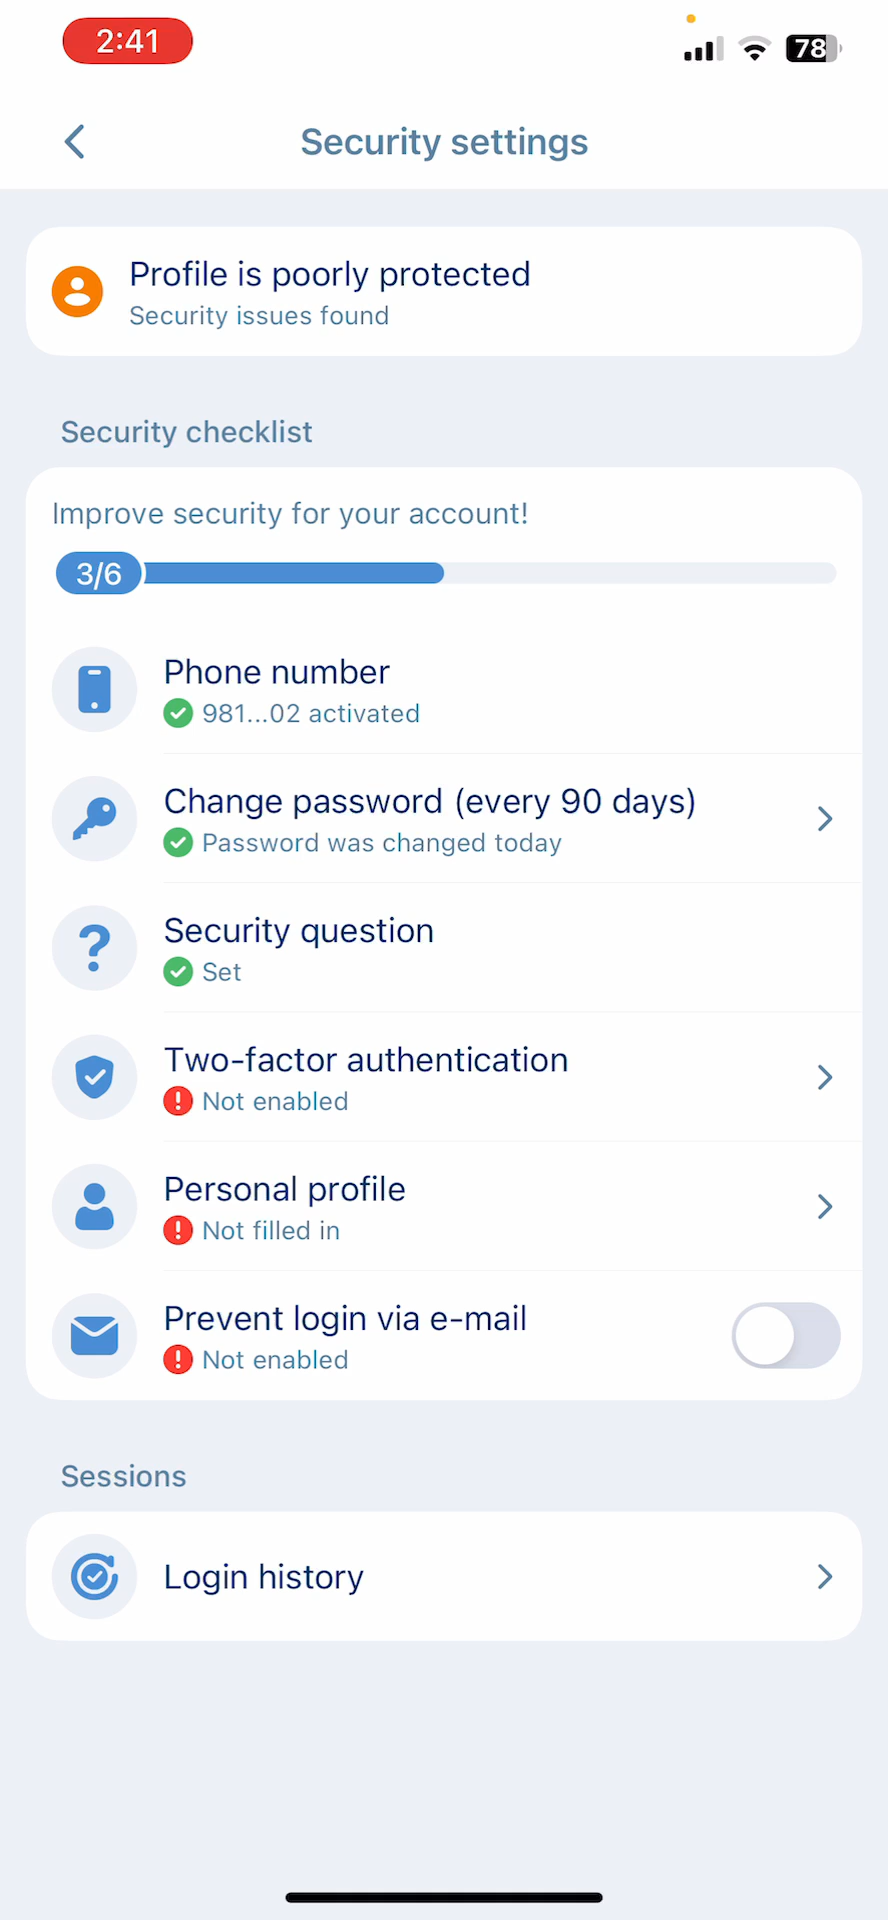 2:41
78
Security settings
Profile is poorly protected
Security issues found
Security checklist
Improve security for your account!
3/6
Phone number
981...02 activated
Change password (every 90 days)
Password was changed today
Security question
Set
Two-factor authentication
Not enabled
Personal profile
Not filled in
Prevent login via e-mail
Not enabled
Sessions
Login history